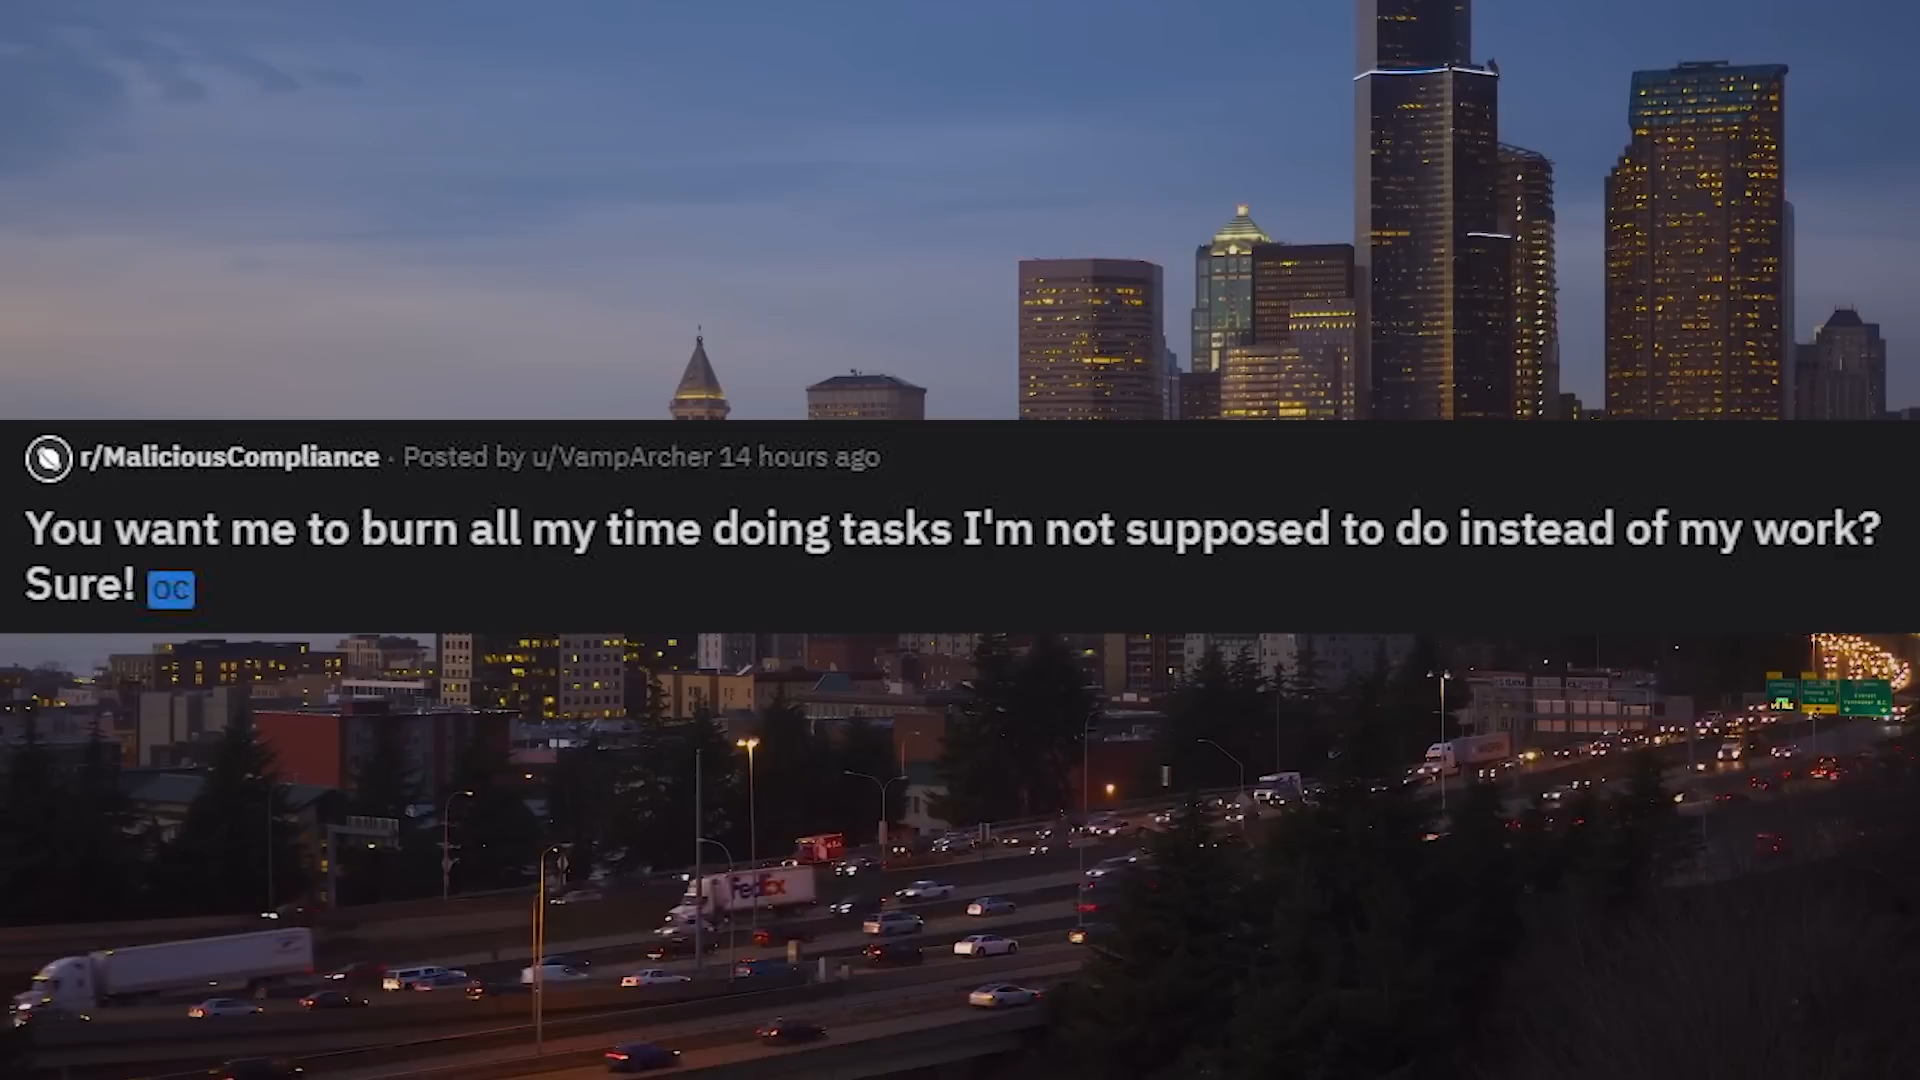 r/MaliciousCompliance · Posted by u/VampArcher 14 hours ago
You want me to burn all my time doing tasks I'm not supposed to do instead of my work?
Sure! OC
FedEx